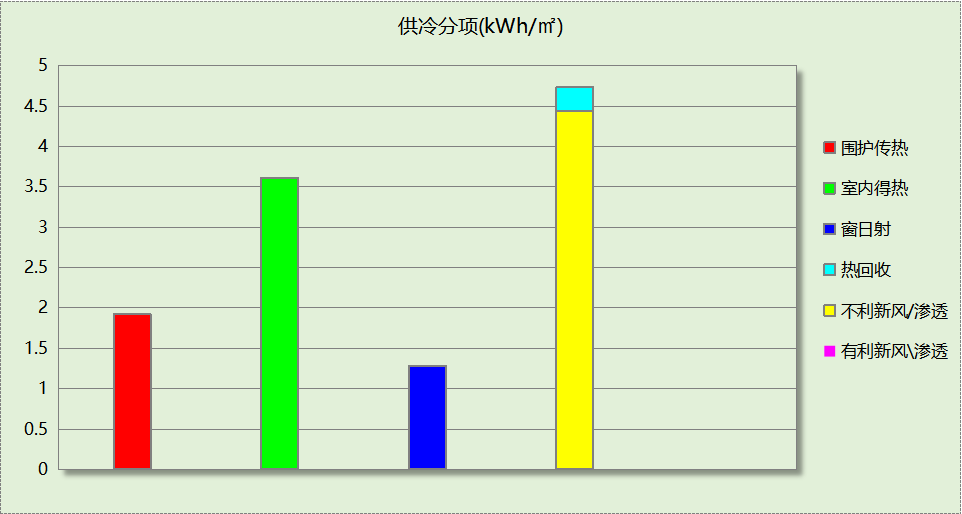 供冷分项(kWh/㎡)
5
4.5
4
3.5
3
2.5
2
1.5
1
0.5
0
围护传热
室内得热
窗日射
热回收
不利新风/渗透
有利新风\渗透